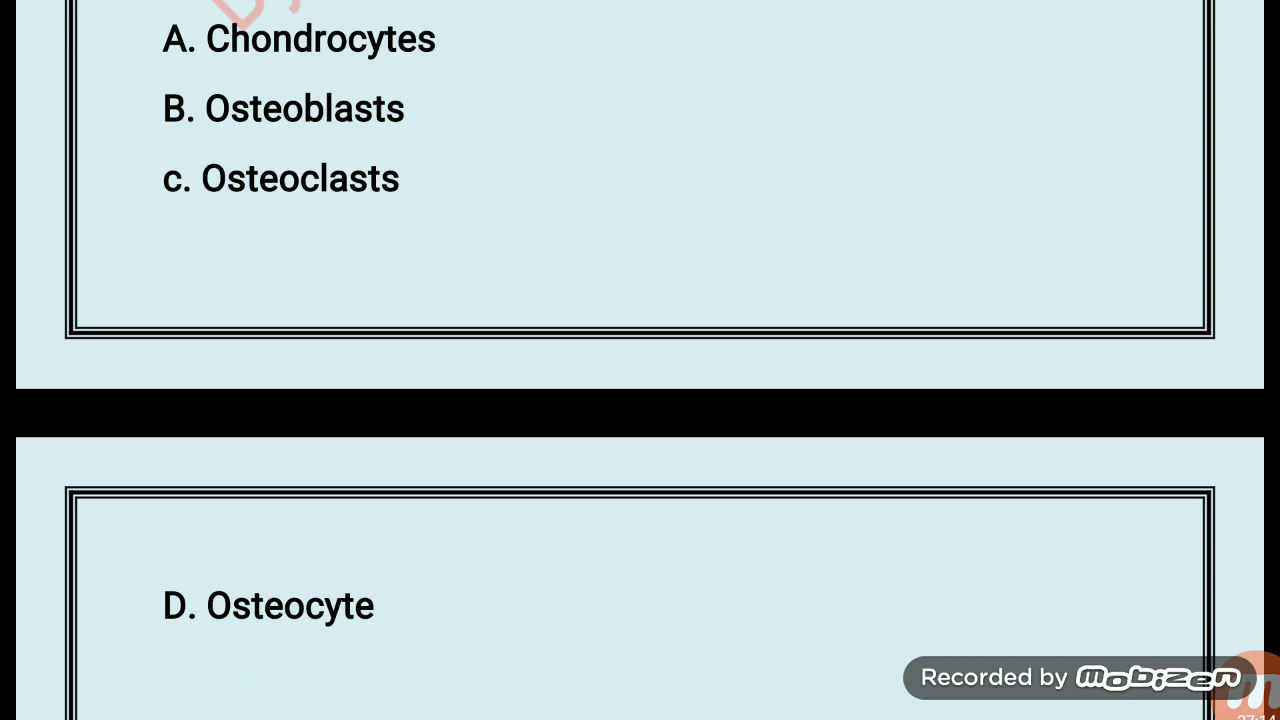 A. Chondrocytes
B. Osteoblasts
c. Osteoclasts
D. Osteocyte
Recorded by mobizen